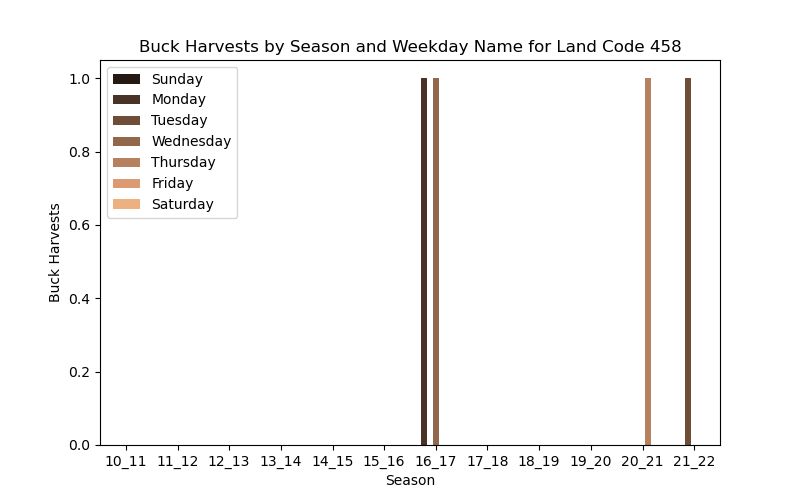 Buck Harvests by Season and Weekday Name for Land Code 458
Sunday
Monday
Tuesday
Wednesday
Thursday
Friday
Saturday
1.0
0.8
0.6
0.4
0.2
0.0
Buck Harvests
10_11 11_12 12_13 13_14 14_15 15_16 16_17 17_18 18_19 19_20 20_21 21_22
Season